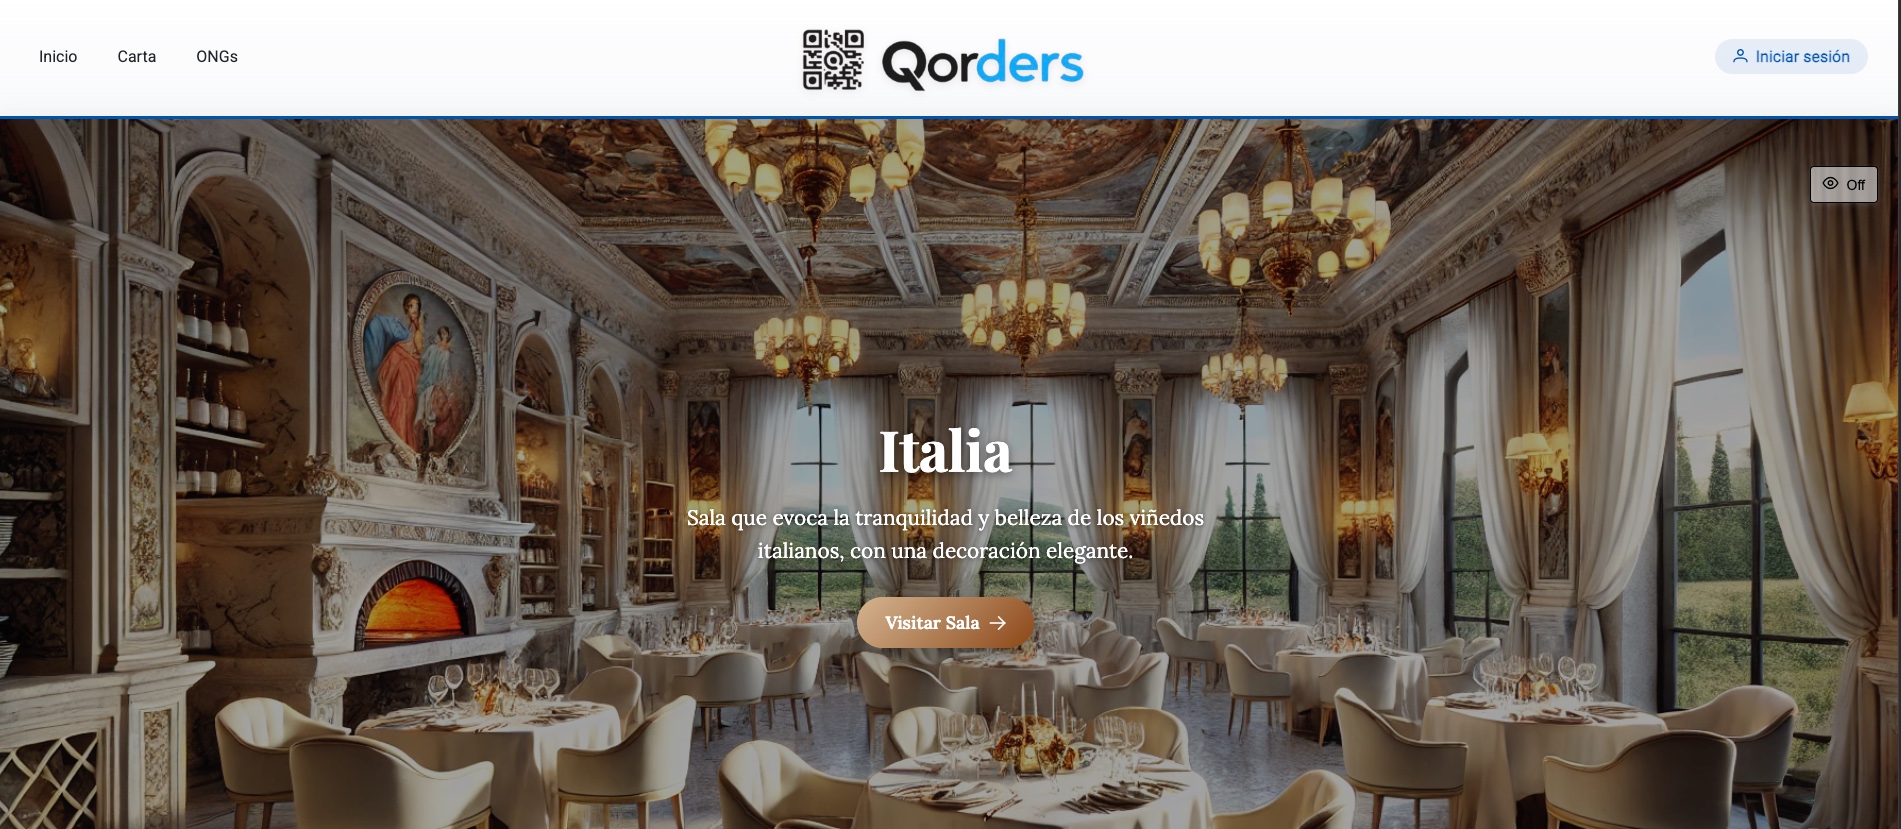 Inicio Carta ONGs
Qorders
Iniciar sesión
Off
Italia
Sala que evoca la tranquilidad y belleza de los viñedos
italianos, con una decoración elegante.
Visitar Sala →